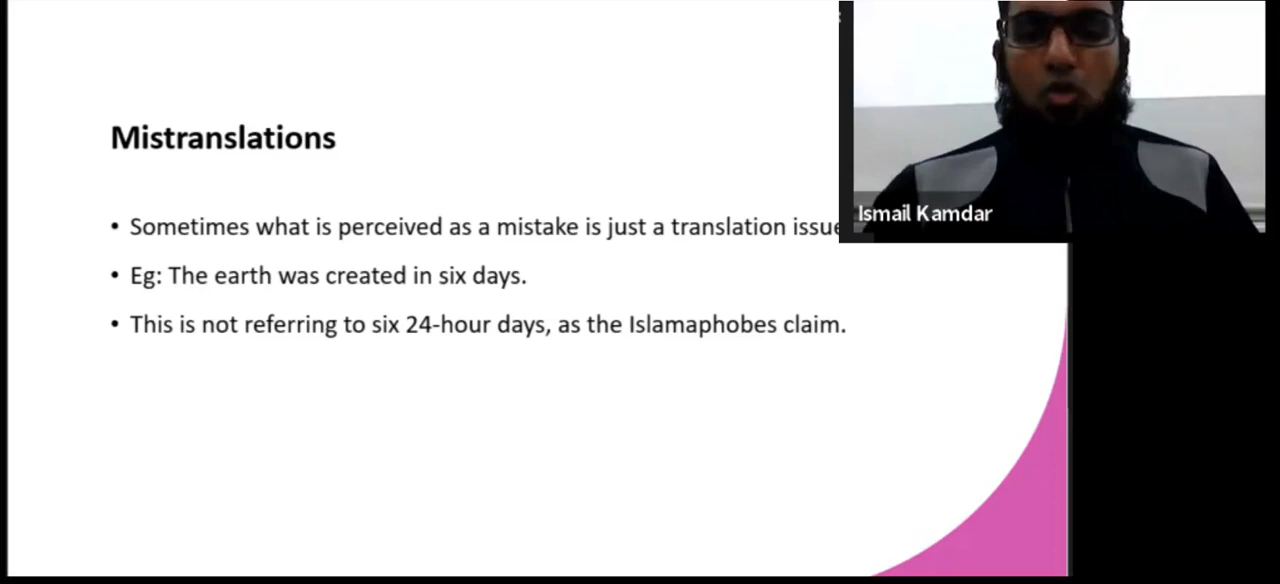 Mistranslations
• Sometimes what is perceived as a mistake is just a translation issue
• Eg: The earth was created in six days.
• This is not referring to six 24-hour days, as the Islamaphobes claim.
Ismail Kamdar